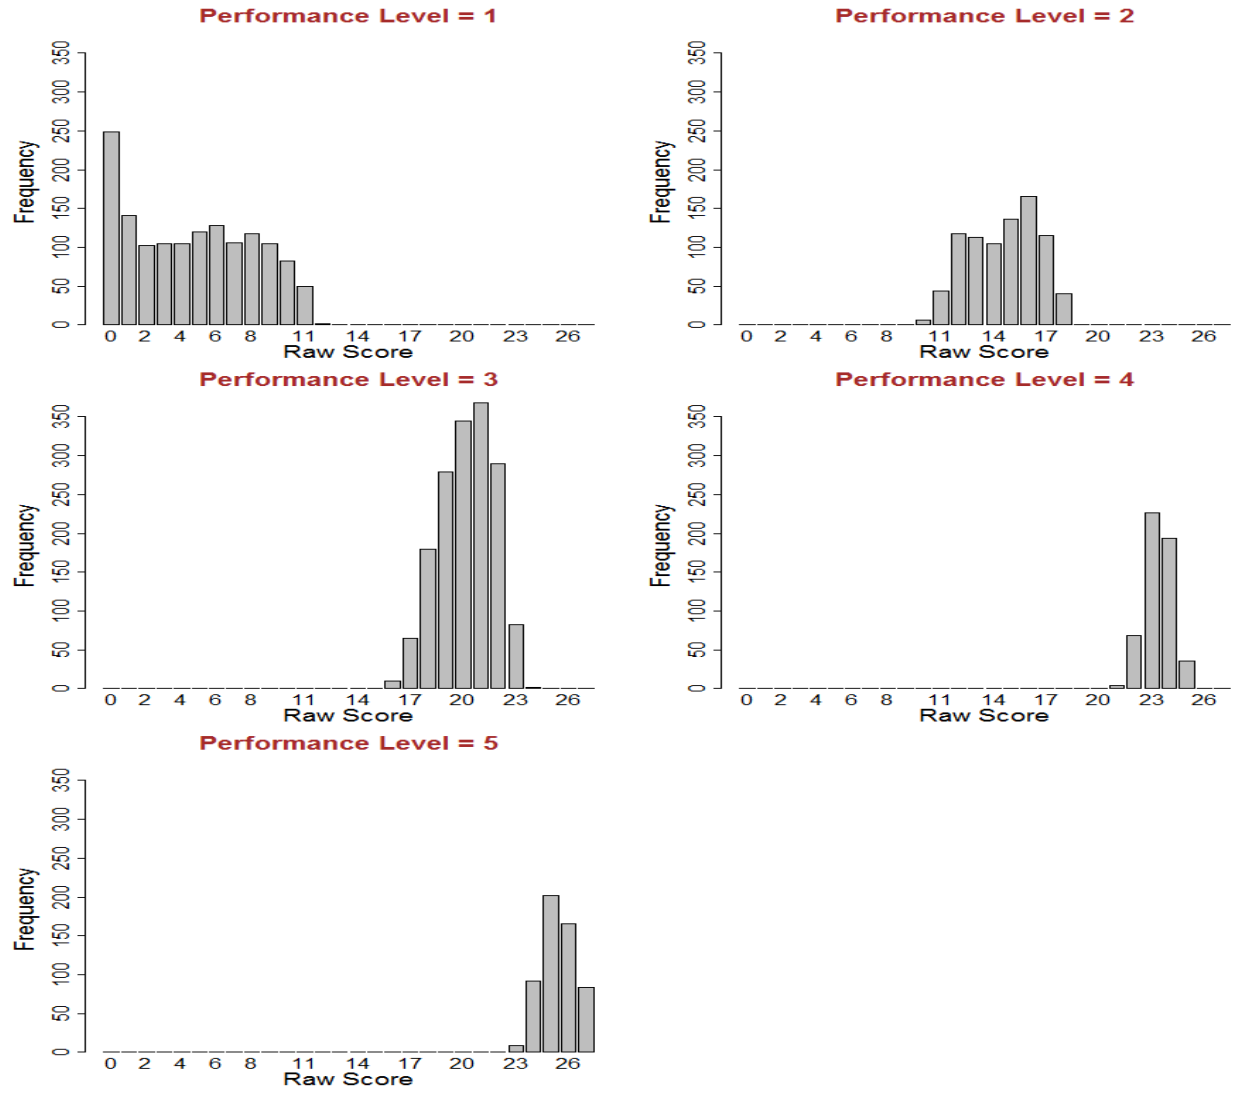 Performance Level = 1
Frequency
0 50 100 150 200 250 300 350
0 2 4 6 8 11 14 17 20 23 26
Raw Score
Performance Level = 2
Frequency
0 50 100 150 200 250 300 350
0 2 4 6 8 11 14 17 20 23 26
Raw Score
Performance Level = 3
Frequency
0 50 100 150 200 250 300 350
0 2 4 6 8 11 14 17 20 23 26
Raw Score
Performance Level = 4
Frequency
0 50 100 150 200 250 300 350
0 2 4 6 8 11 14 17 20 23 26
Raw Score
Performance Level = 5
Frequency
0 50 100 150 200 250 300 350
0 2 4 6 8 11 14 17 20 23 26
Raw Score